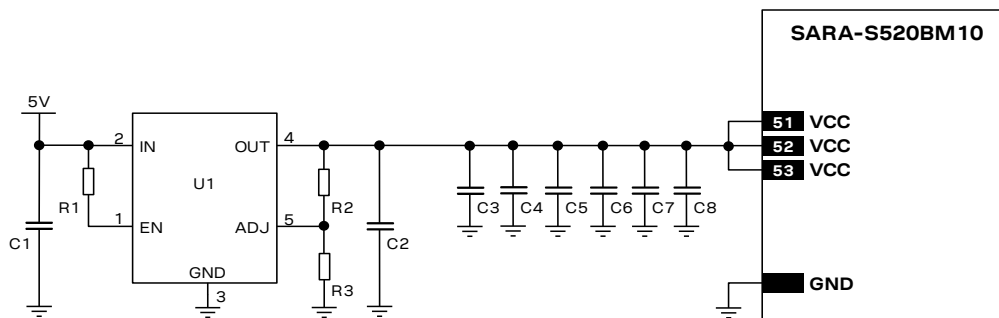 SARA-S520BM10
5V
51 VCC
2 IN OUT 4 52 VCC
53 VCC
U1
R1 R2 C3 C4 C5 C6 C7 C8
1 EN ADJ 5
C1 C2
GND
3 R3
GND